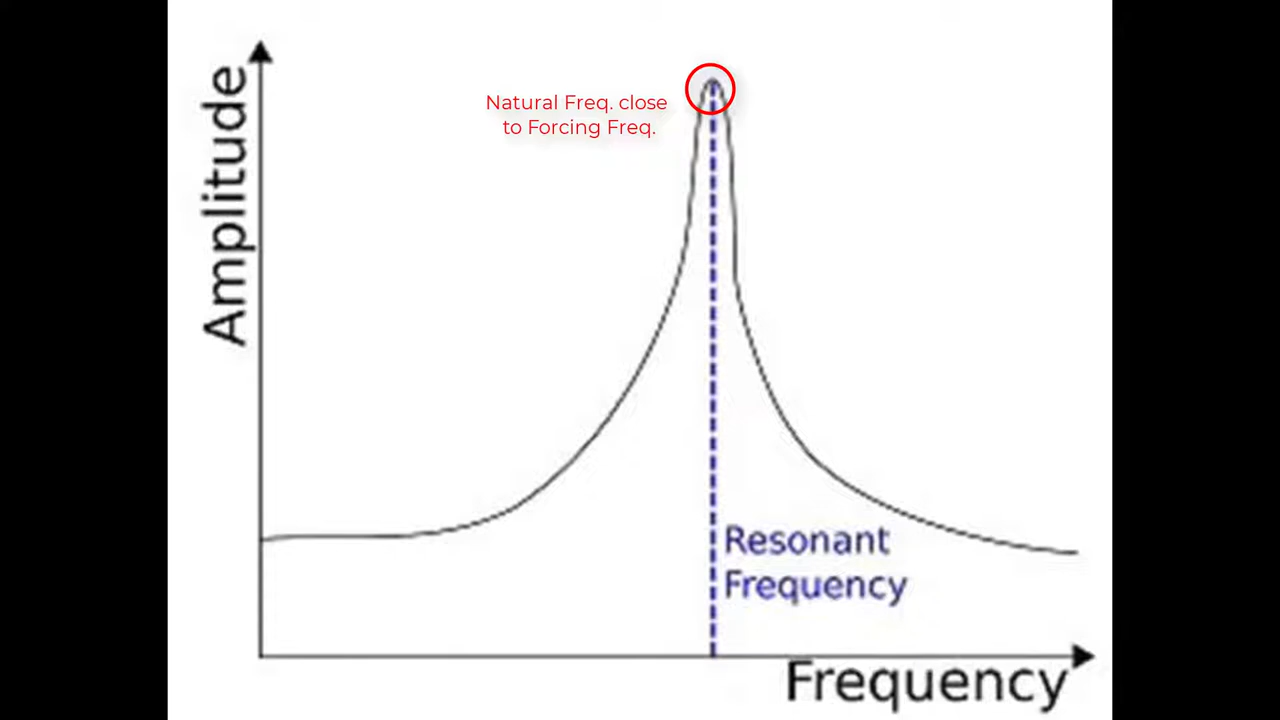 Amplitude
Natural Freq. close
to Forcing Freq.
Resonant
Frequency
Frequency